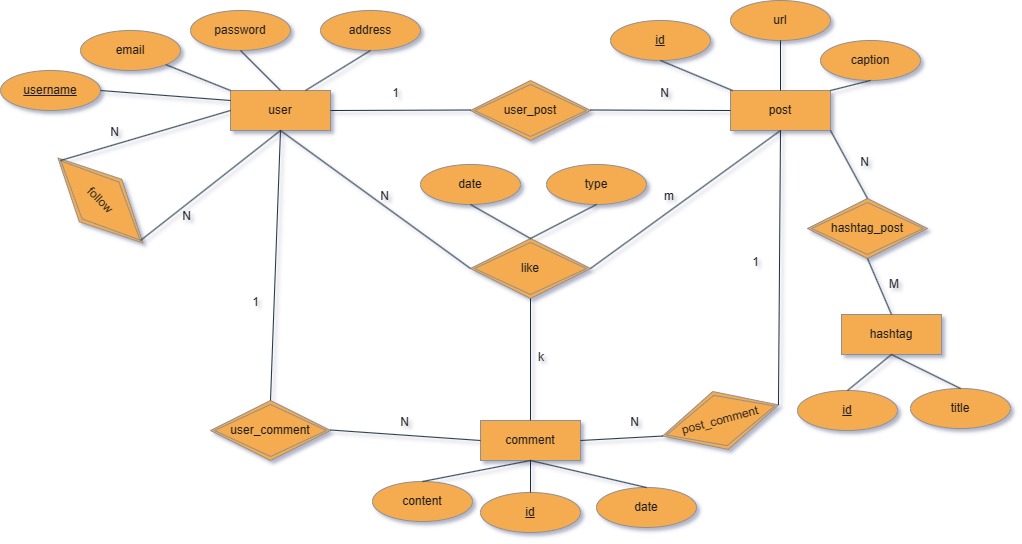 password
address
url
email
id
caption
username
user
1
user_post
N
post
N
follow
N
date
type
N
m
N
hashtag_post
like
1
M
1
hashtag
k
id
title
user_comment
N
comment
N
post_comment
content
id
date